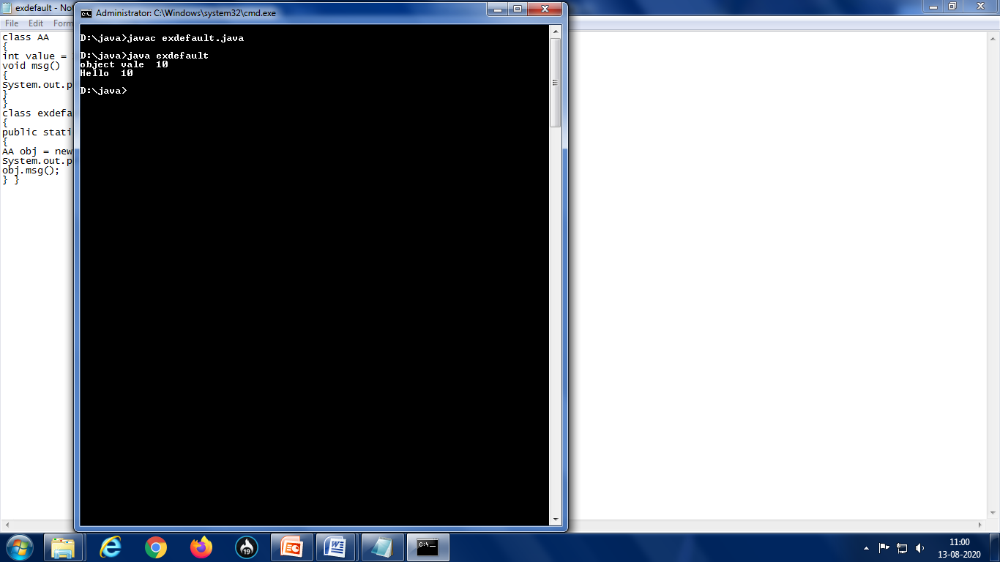 exdefault - Not
File Edit Form
class AA
{
int value =
void msg()
{
System.out.p
}
}
class exdefa
{
public stati
{
AA obj = new
System.out.p
obj.msg();
} }
Administrator: C:\Windows\system32\cmd.exe
D:\java>javac exdefault.java
D:\java>java exdefault
object vale  10
Hello  10
D:\java>
19
11:00
13-08-2020